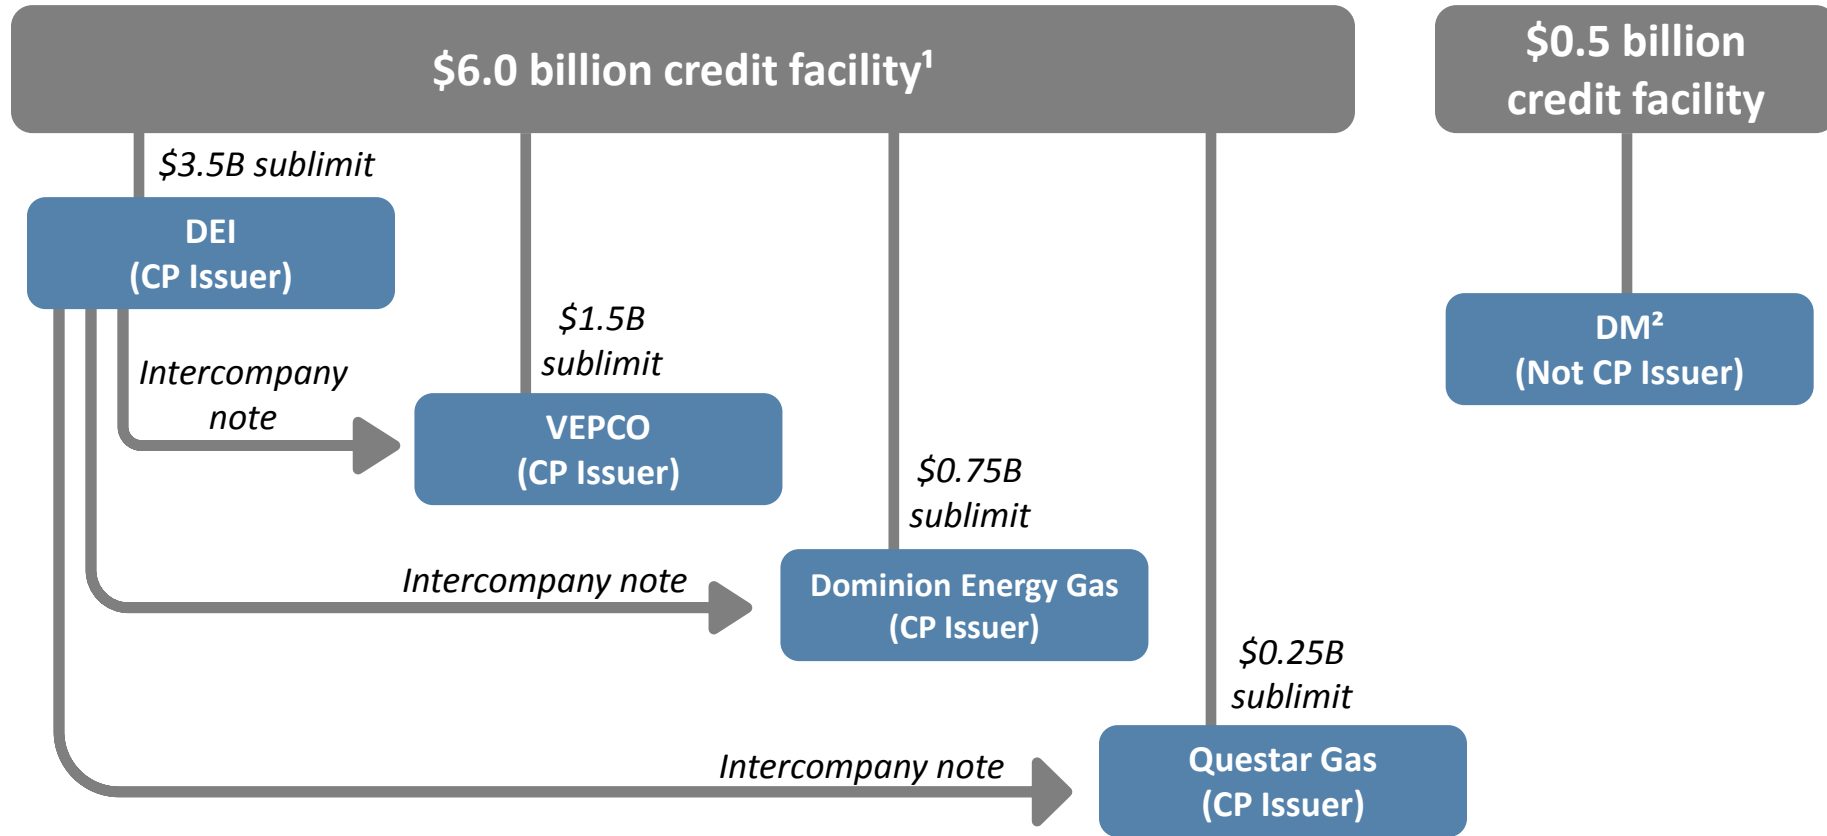 $6.0 billion credit facility¹
$0.5 billion
credit facility
$3.5B sublimit
DEI
(CP Issuer)
$1.5B
sublimit
DM²
(Not CP Issuer)
Intercompany
note
VEPCO
(CP Issuer)
$0.75B
sublimit
Intercompany note
Dominion Energy Gas
(CP Issuer)
$0.25B
sublimit
Intercompany note
Questar Gas
(CP Issuer)